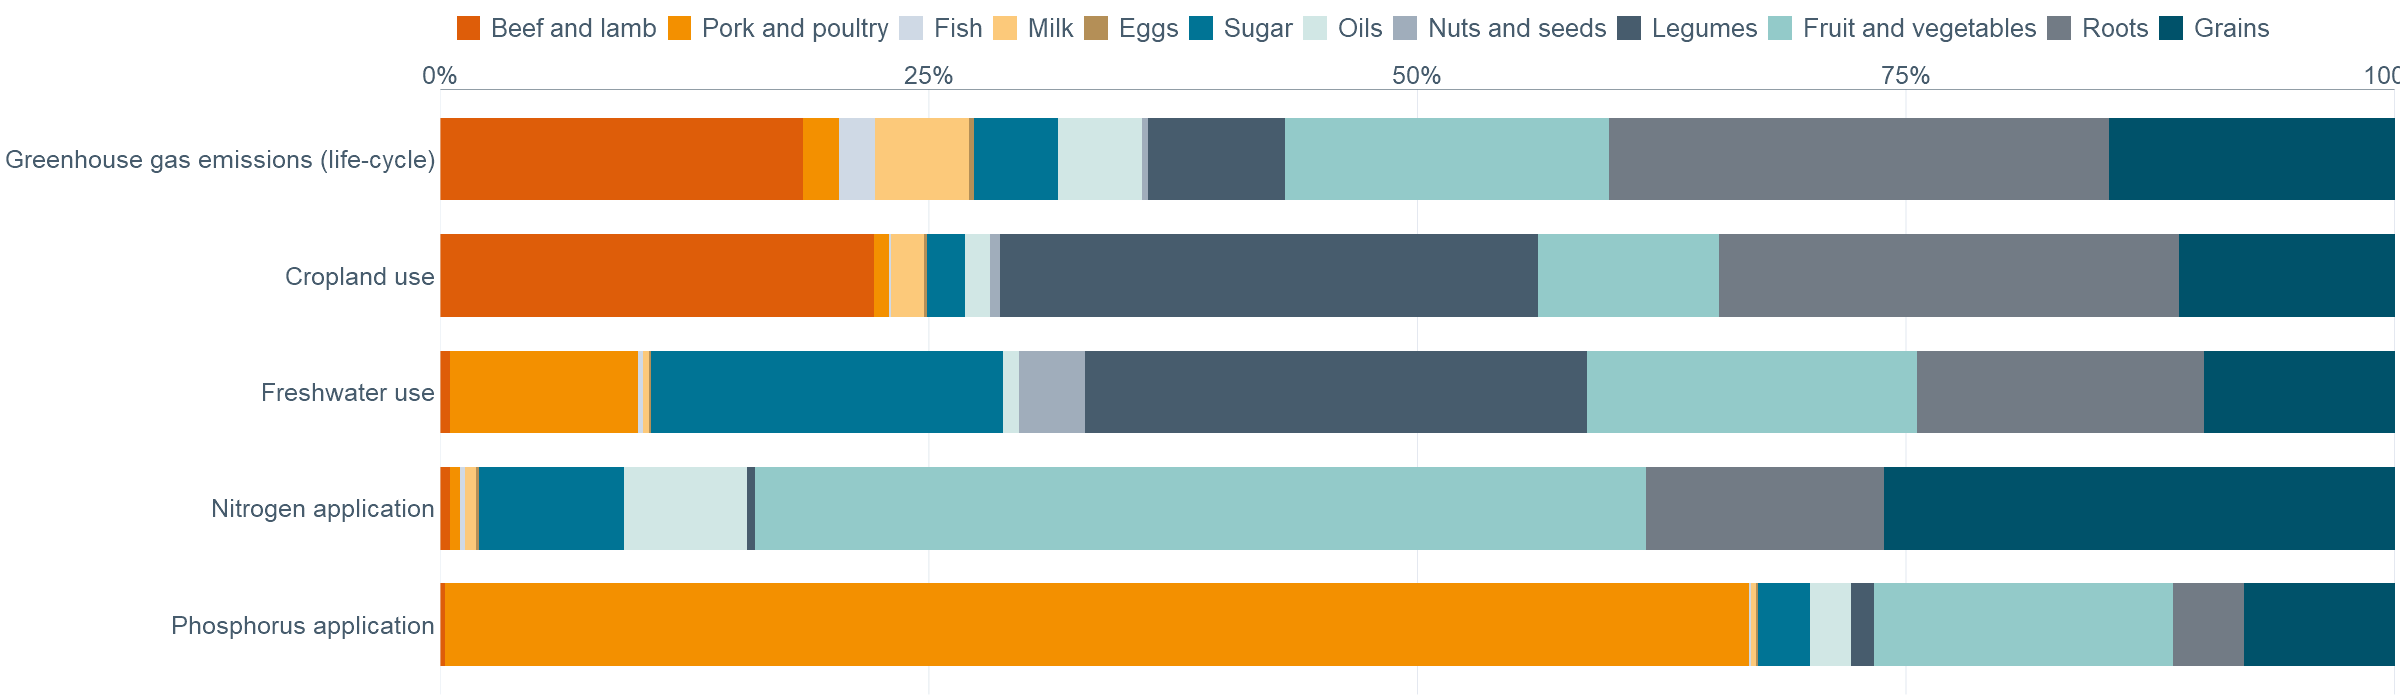 Beef and lamb Pork and poultry Fish Milk Eggs Sugar Oils Nuts and seeds Legumes Fruit and vegetables Roots Grains
0% 25% 50% 75% 100
Greenhouse gas emissions (life-cycle)
Cropland use
Freshwater use
Nitrogen application
Phosphorus application